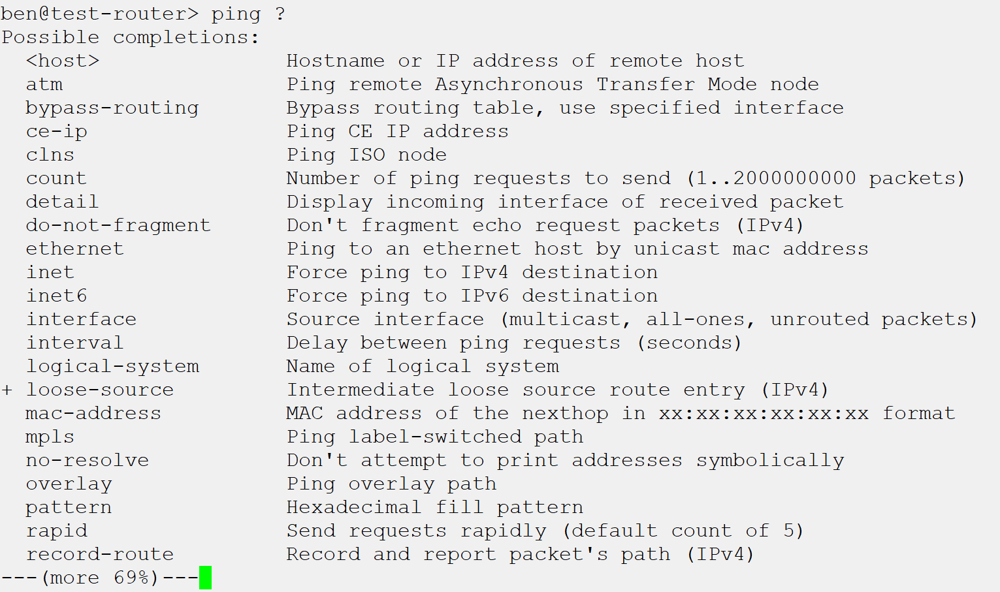 ben@test-router> ping ?
Possible completions:
  <host>               Hostname or IP address of remote host
  atm                  Ping remote Asynchronous Transfer Mode node
  bypass-routing       Bypass routing table, use specified interface
  ce-ip                Ping CE IP address
  clns                 Ping ISO node
  count                Number of ping requests to send (1..2000000000 packets)
  detail               Display incoming interface of received packet
  do-not-fragment      Don't fragment echo request packets (IPv4)
  ethernet             Ping to an ethernet host by unicast mac address
  inet                 Force ping to IPv4 destination
  inet6                Force ping to IPv6 destination
  interface            Source interface (multicast, all-ones, unrouted packets)
  interval             Delay between ping requests (seconds)
  logical-system       Name of logical system
+ loose-source         Intermediate loose source route entry (IPv4)
  mac-address          MAC address of the nexthop in xx:xx:xx:xx:xx:xx format
  mpls                 Ping label-switched path
  no-resolve           Don't attempt to print addresses symbolically
  overlay              Ping overlay path
  pattern              Hexadecimal fill pattern
  rapid                Send requests rapidly (default count of 5)
  record-route         Record and report packet's path (IPv4)
---(more 69%)---